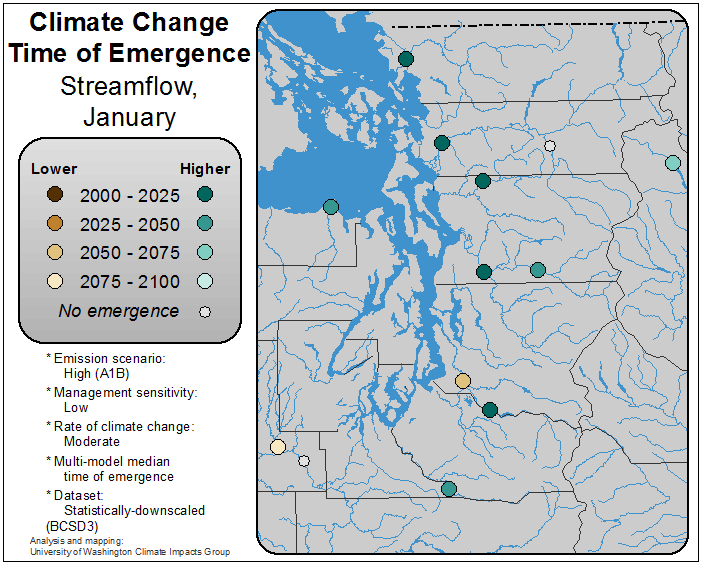 Climate Change
Time of Emergence
Streamflow,
January
Lower Higher
2000 - 2025
2025 - 2050
2050 - 2075
2075 - 2100
No emergence
* Emission scenario:
High (A1B)
* Management sensitivity:
Low
* Rate of climate change:
Moderate
* Multi-model median
time of emergence
* Dataset:
Statistically-downscaled
(BCSD3)
Analysis and mapping:
University of Washington Climate Impacts Group